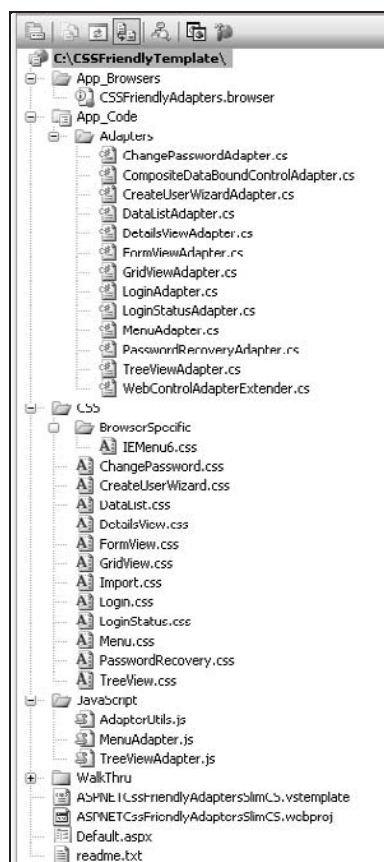 C:\CSSFriendlyTemplate\
App_Browsers
CSSFriendlyAdapters.browser
App_Code
Adapters
ChangePasswordAdapter.cs
CompositeDataBoundControlAdapter.cs
CreateUserWizardAdapter.cs
DataListAdapter.cs
DetailsViewAdapter.cs
FormViewAdapter.cs
GridViewAdapter.cs
LoginAdapter.cs
LoginStatusAdapter.cs
MenuAdapter.cs
PasswordRecoveryAdapter.cs
TreeViewAdapter.cs
WebControlAdapterExtender.cs
CSS
BrowserSpecific
IEMenu6.css
ChangePassword.css
CreateUserWizard.css
DataList.css
DetailsView.css
FormView.css
GridView.css
Import.css
Login.css
LoginStatus.css
Menu.css
PasswordRecovery.css
TreeView.css
JavaScript
AdapterUtils.js
MenuAdapter.js
TreeViewAdapter.js
WalkThru
ASPNETCssFriendlyAdaptersSlimCS.vstemplate
ASPNETCssFriendlyAdaptersSlimCS.webproj
Default.aspx
readme.txt